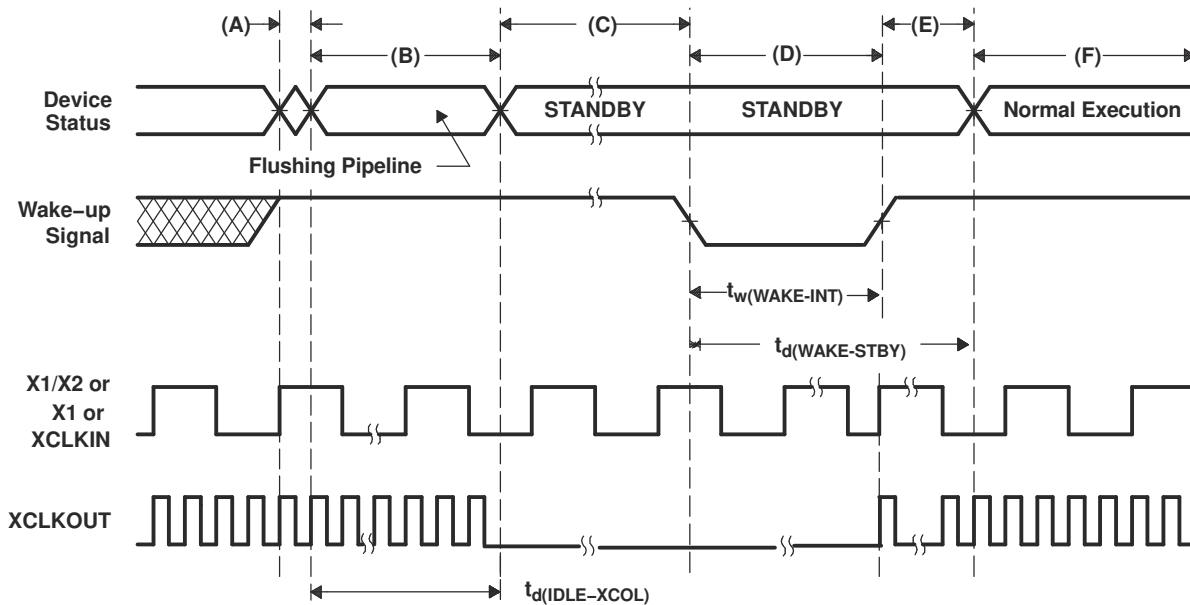 (A)
(B)
(C)
(D)
(E)
(F)
Device
Status
STANDBY
STANDBY
Normal Execution
Flushing Pipeline
Wake−up
Signal
tw(WAKE-INT)
td(WAKE-STBY)
X1/X2 or
X1 or
XCLKIN
XCLKOUT
td(IDLE−XCOL)